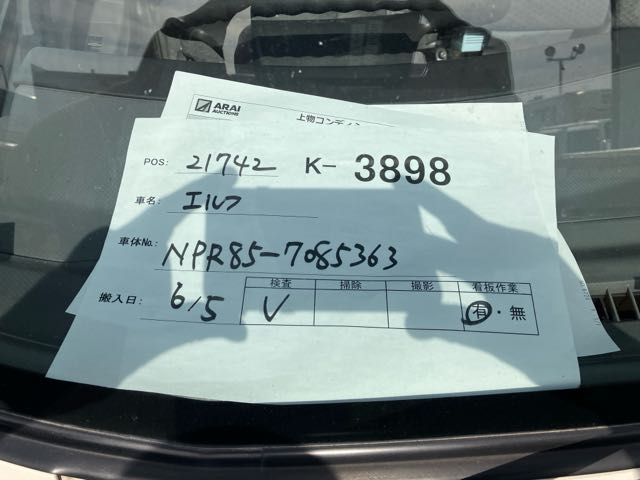 ARAI
AUCTIONS
上物コンディ
POS: 21742 K-3898
車名: エルフ
車体No.: NPR85-7085363
検査 掃除 撮影 看板作業
搬入日: 6/5 V 有・無